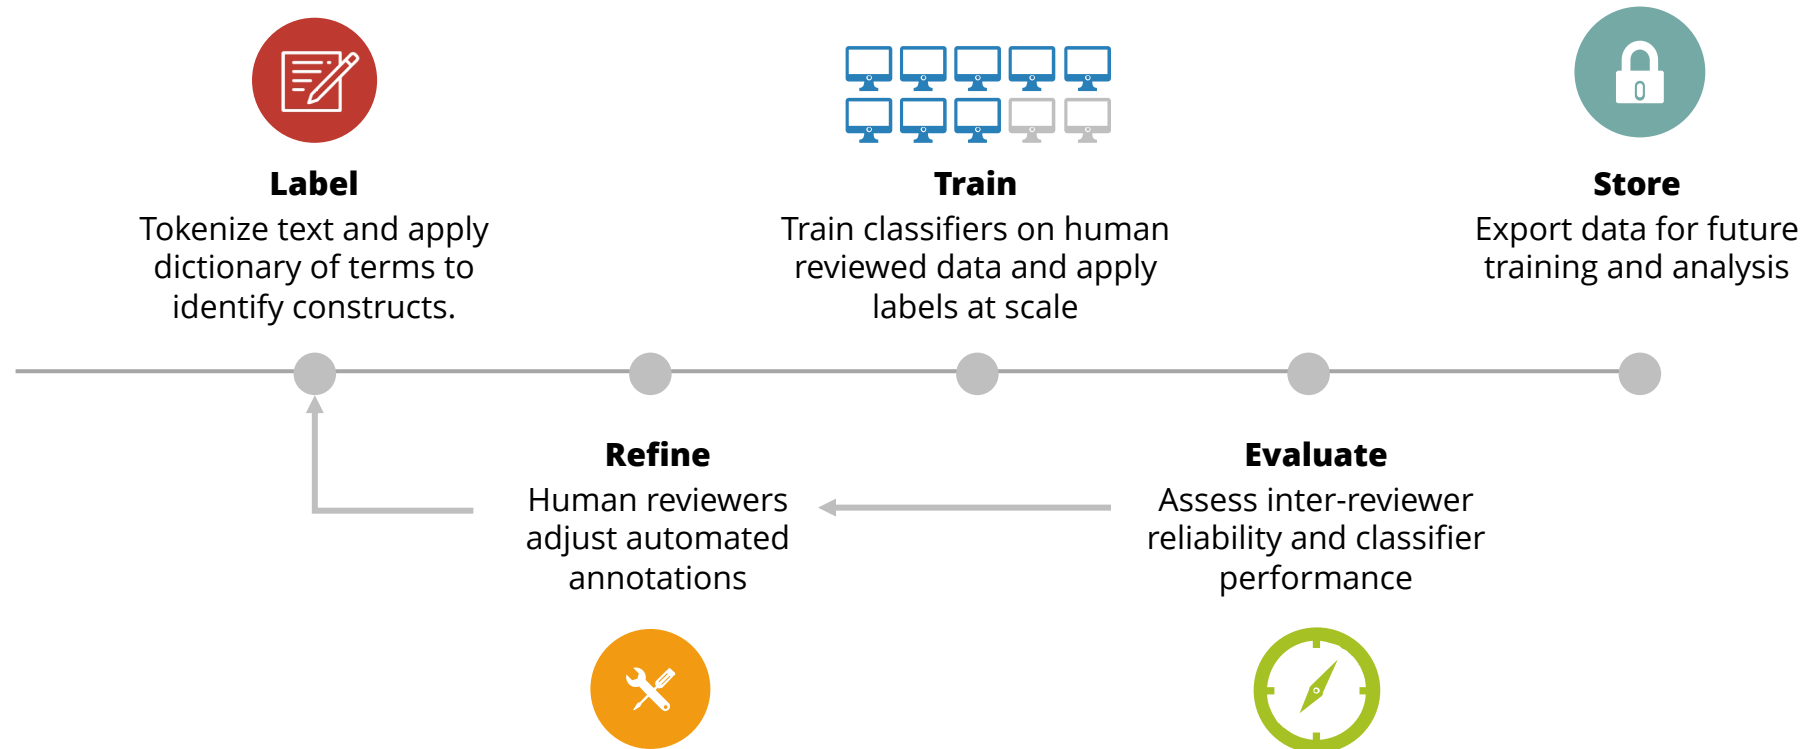 Label
Tokenize text and apply
dictionary of terms to
identify constructs.
Train
Train classifiers on human
reviewed data and apply
labels at scale
Store
Export data for future
training and analysis
Refine
Human reviewers
adjust automated
annotations
Evaluate
Assess inter-reviewer
reliability and classifier
performance